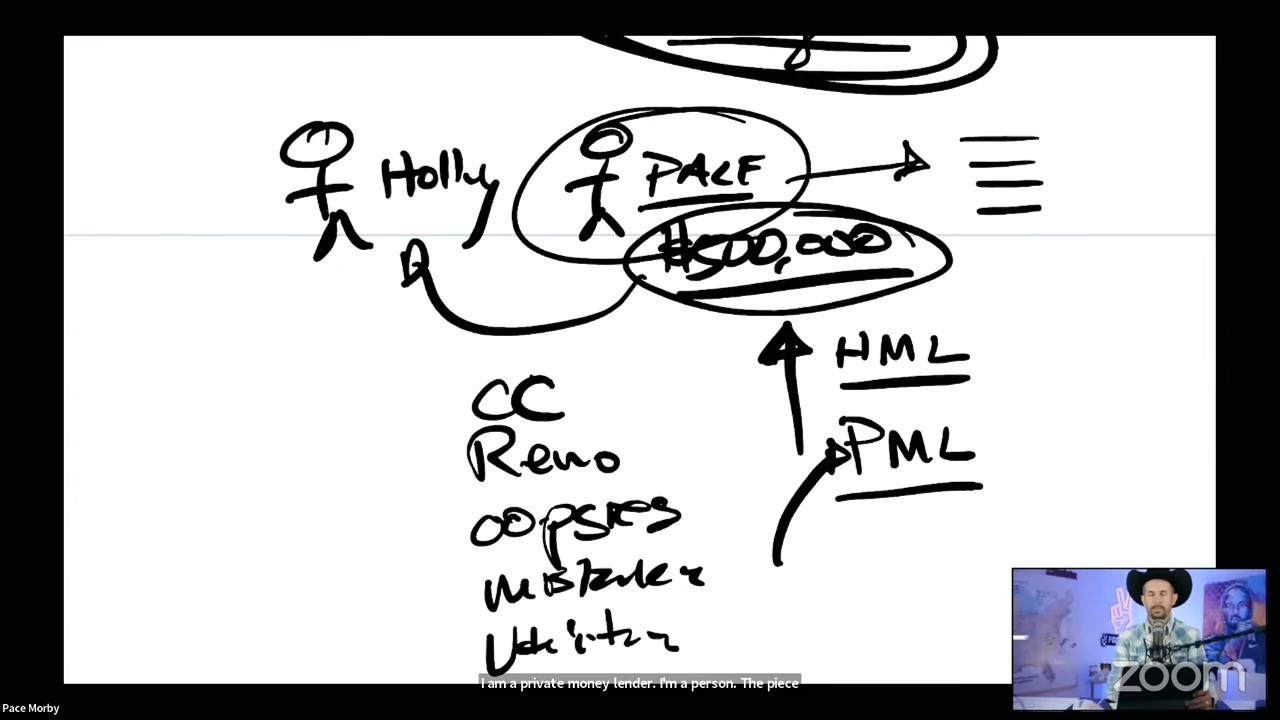 Holly
PACE
$500,000
HML
CC
PML
Reno
oopsies
mistakes
I am a private money lender. I'm a person. The piece
zoom
Pace Morby